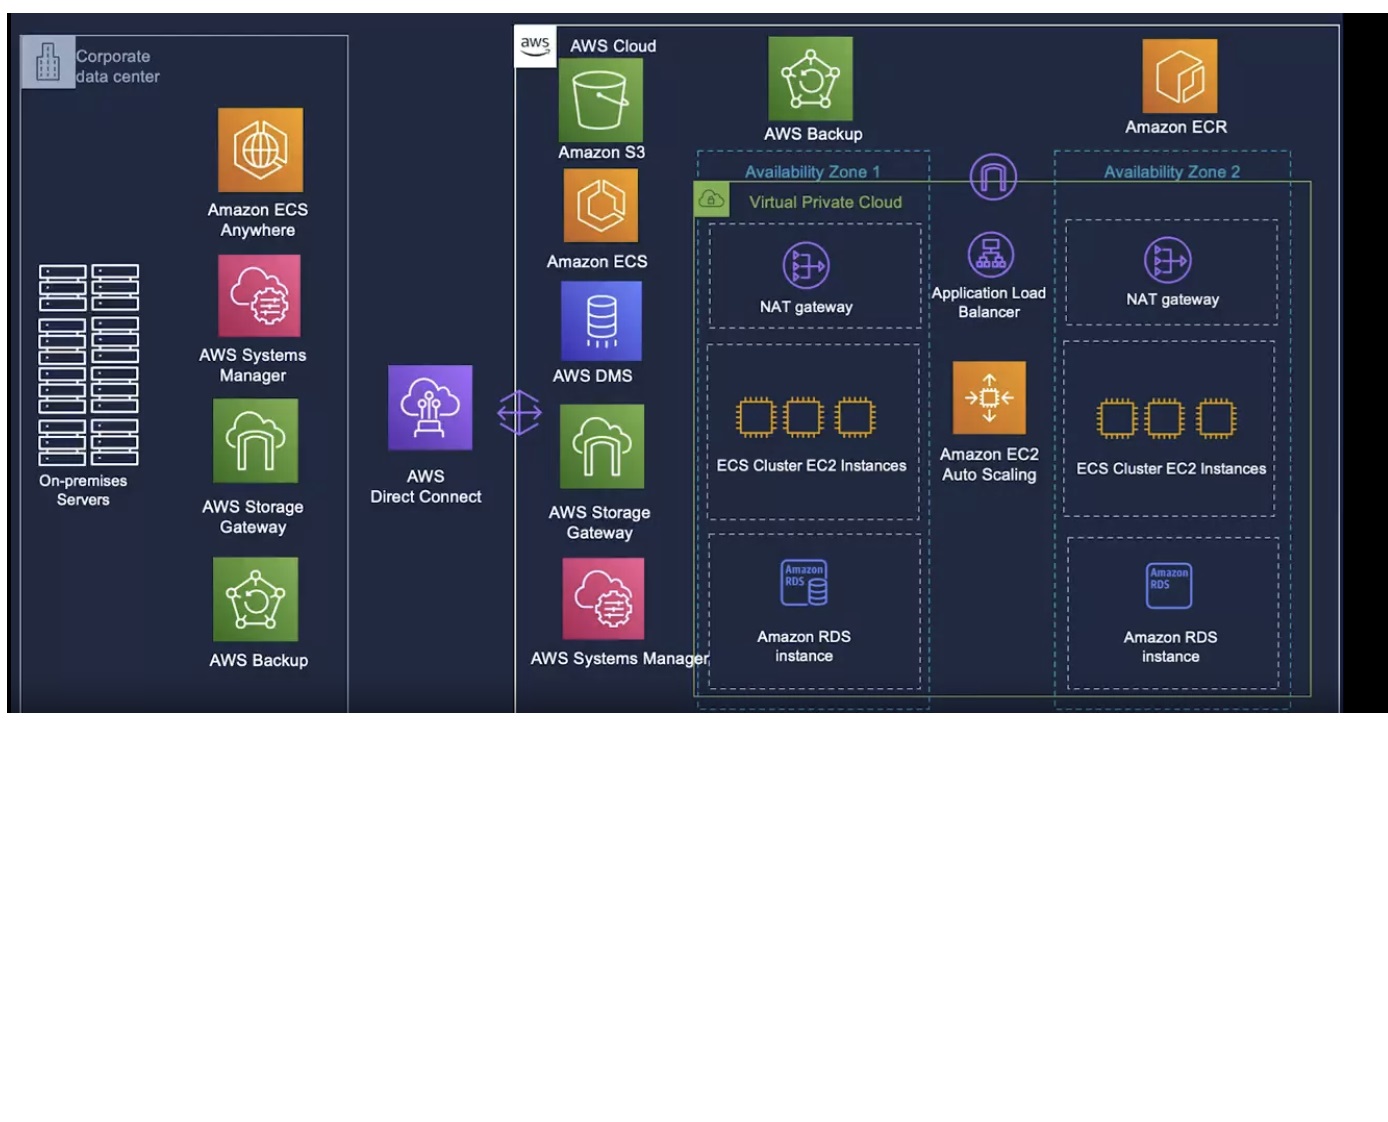 Corporate
data center
Amazon ECS
Anywhere
AWS Systems
Manager
On-premises
Servers
AWS Storage
Gateway
AWS Backup
AWS
Direct Connect
aws
AWS Cloud
Amazon S3
Amazon ECS
AWS DMS
AWS Storage
Gateway
AWS Systems Manager
AWS Backup
Amazon ECR
Availability Zone 1
Availability Zone 2
Virtual Private Cloud
NAT gateway
Application Load
Balancer
NAT gateway
ECS Cluster EC2 Instances
Amazon EC2
Auto Scaling
ECS Cluster EC2 Instances
Amazon
RDS
Amazon RDS
instance
Amazon
RDS
Amazon RDS
instance